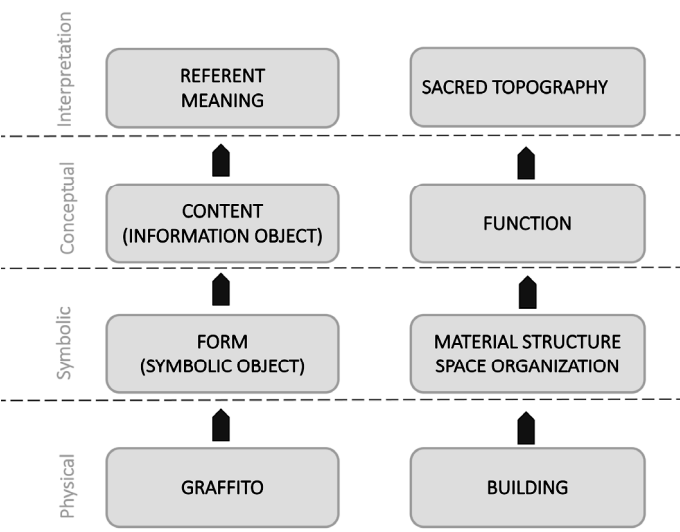 Interpretation
REFERENT
MEANING
SACRED TOPOGRAPHY
Conceptual
CONTENT
(INFORMATION OBJECT)
FUNCTION
Symbolic
FORM
(SYMBOLIC OBJECT)
MATERIAL STRUCTURE
SPACE ORGANIZATION
Physical
GRAFFITO
BUILDING